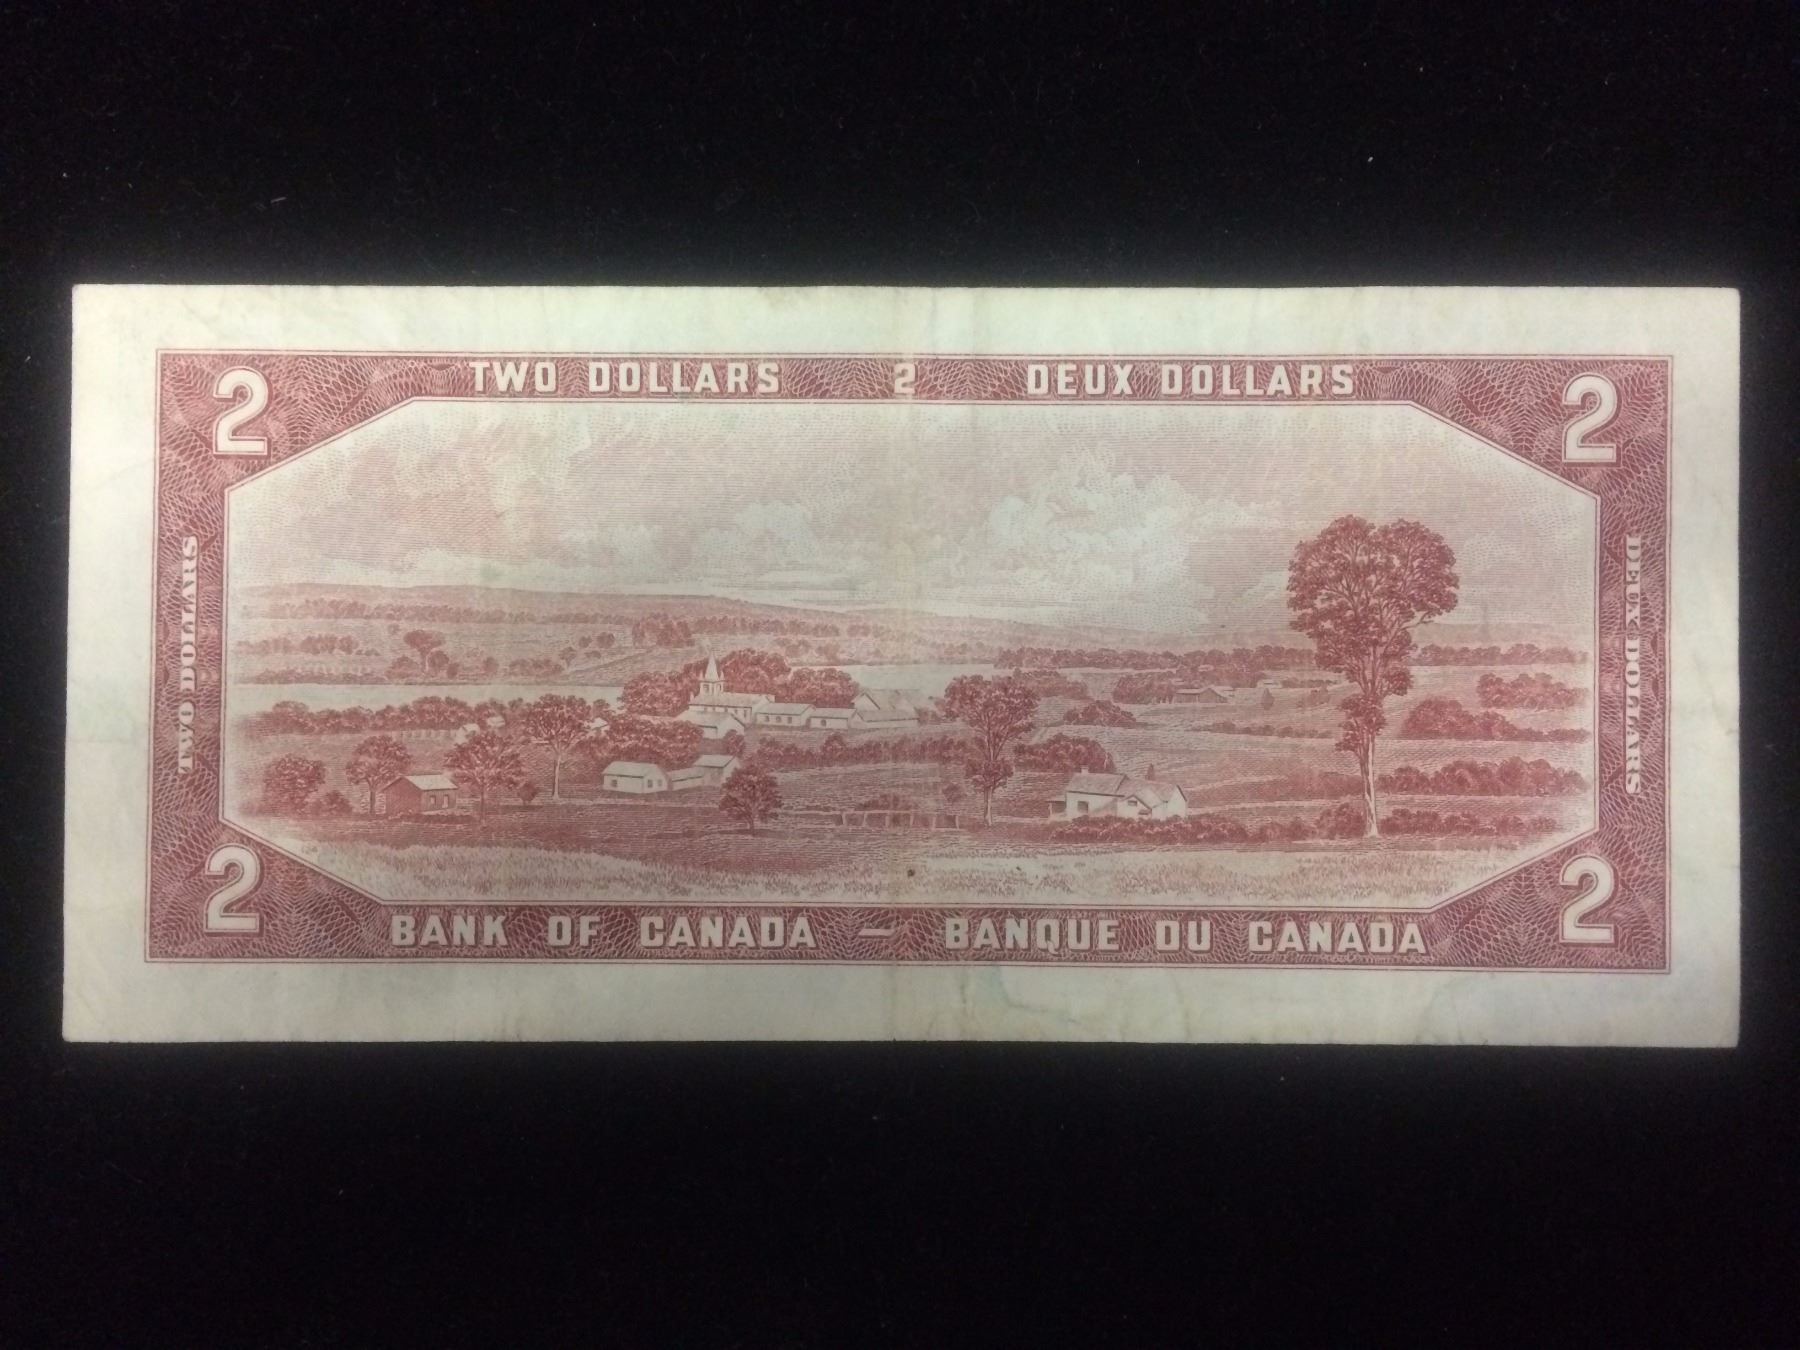 2 TWO DOLLARS 2 DEUX DOLLARS 2
TWO DOLLARS
DEUX DOLLARS
2 BANK OF CANADA — BANQUE DU CANADA 2